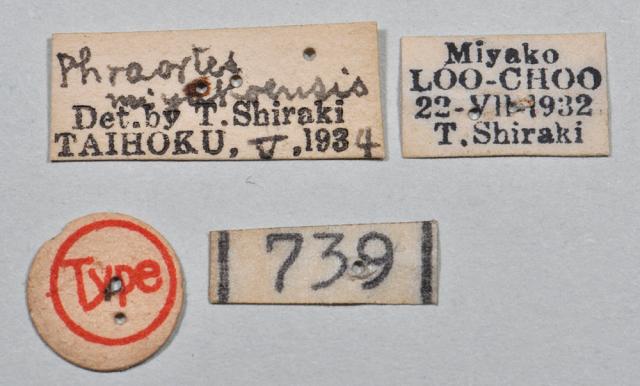 Phraortes
miyakoensis
Det. by T. Shiraki
TAIHOKU, V, 1934
Miyako
LOO-CHOO
22-VII-1932
T. Shiraki
Type
739